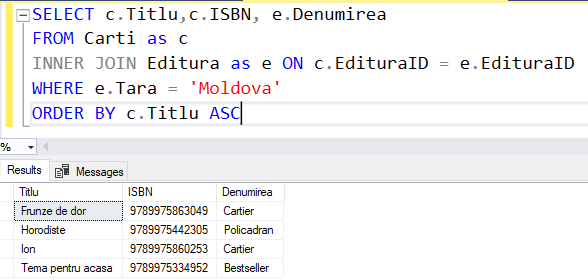 SELECT c.Titlu,c.ISBN, e.Denumirea
FROM Carti as c
INNER JOIN Editura as e ON c.EdituraID = e.EdituraID
WHERE e.Tara = 'Moldova'
ORDER BY c.Titlu ASC
%
Results Messages
Titlu ISBN Denumirea
Frunze de dor 9789975863049 Cartier
Horodiste 9789975442305 Policadran
Ion 9789975860253 Cartier
Tema pentru acasa 9789975334952 Bestseller